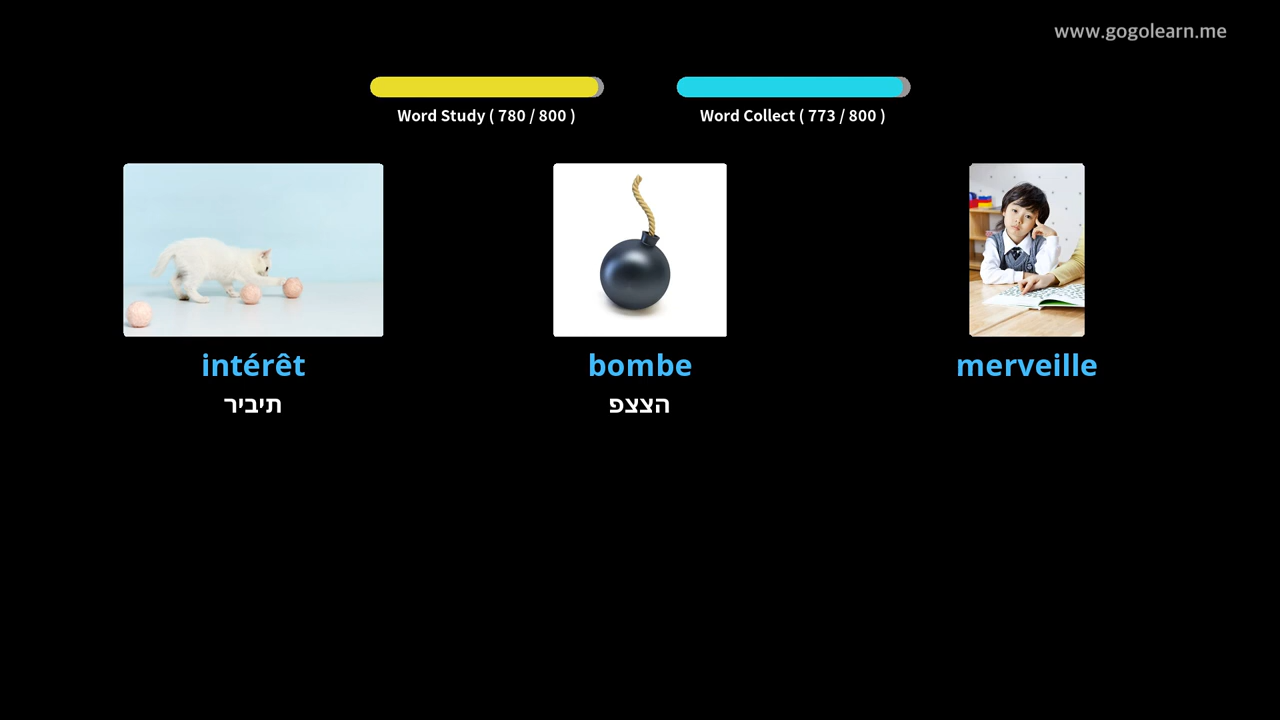 www.gogolearn.me
Word Study ( 780 / 800 )
Word Collect ( 773 / 800 )
intérêt
תיביר
bombe
הצצפ
merveille